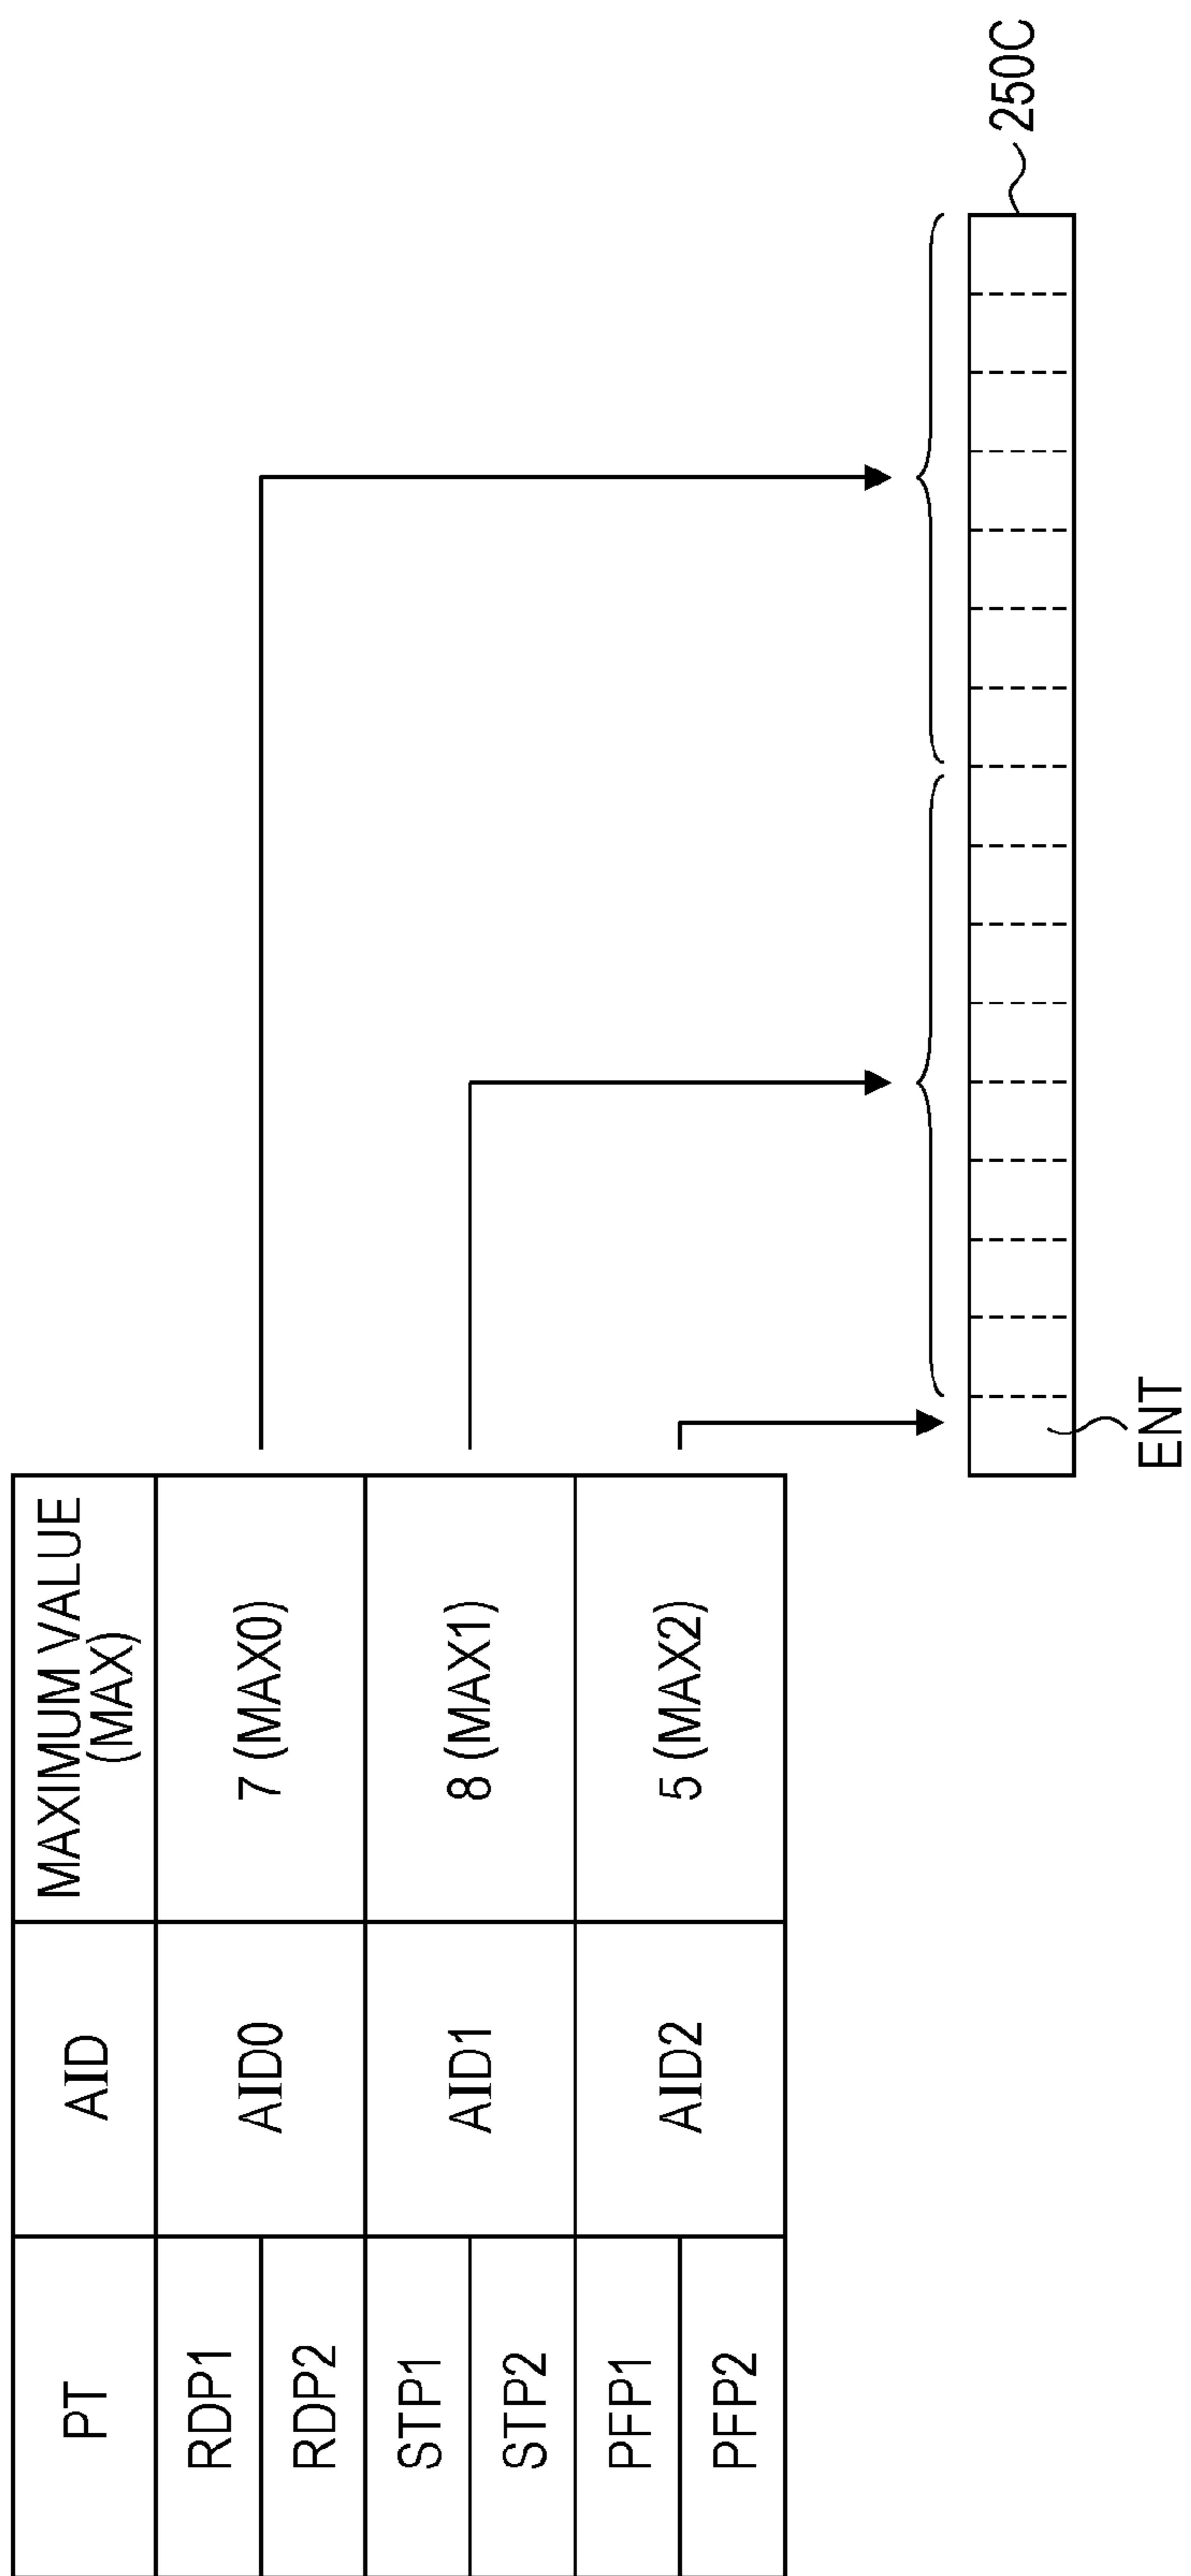 PT
AID
MAXIMUM VALUE
(MAX)
RDP1
RDP2
AID0
7 (MAX0)
STP1
STP2
AID1
8 (MAX1)
PFP1
PFP2
AID2
5 (MAX2)
ENT
250C